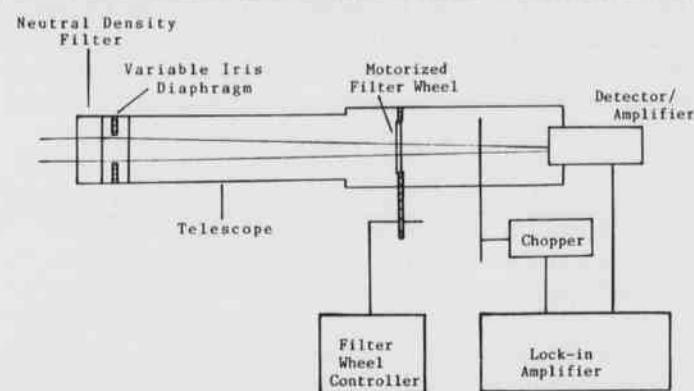 Neutral Density
Filter
Variable Iris
Diaphragm
Motorized
Filter Wheel
Detector/
Amplifier
Telescope
Chopper
Filter
Wheel
Controller
Lock-in
Amplifier